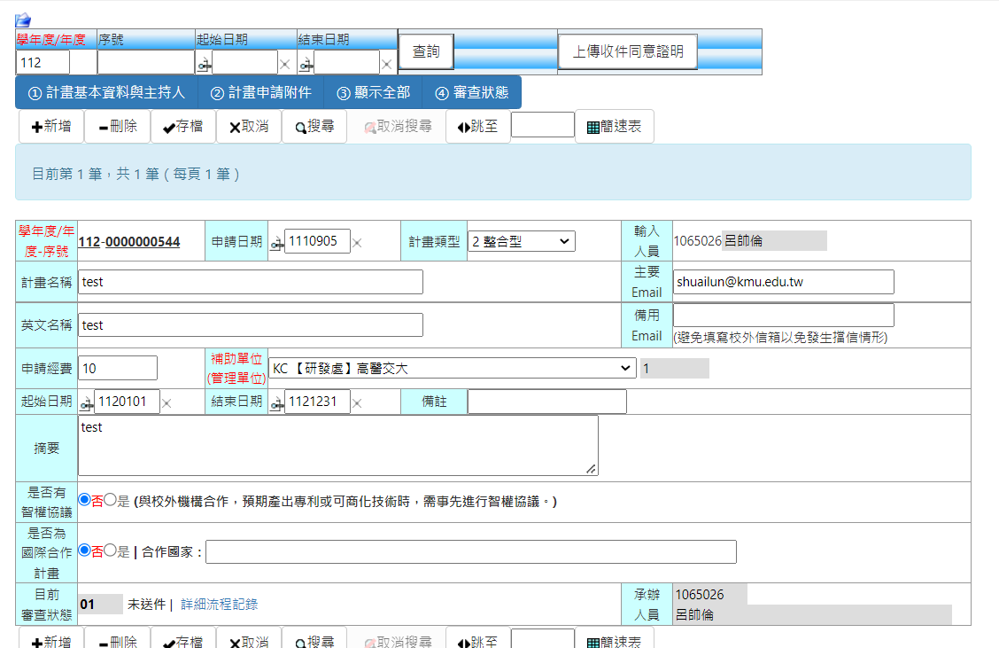 學年度/年度 序號 起始日期 結束日期 查詢 上傳收件同意證明
112
① 計畫基本資料與主持人 ② 計畫申請附件 ③ 顯示全部 ④ 審查狀態
新增 刪除 存檔 取消 搜尋 取消搜尋 跳至 簡速表
目前第 1 筆，共 1 筆 ( 每頁 1 筆 )
學年度/年度-序號 112-0000000544 申請日期 1110905 計畫類型 2 整合型 輸入人員 1065026 呂帥倫
計畫名稱 test 主要 Email shuailun@kmu.edu.tw
英文名稱 test 備用 Email
(避免填寫校外信箱以免發生擋信情形)
申請經費 10 補助單位(管理單位) KC 【研發處】高醫交大 1
起始日期 1120101 結束日期 1121231 備註
摘要 test
是否有智權協議 否 是 (與校外機構合作，預期產出專利或可商化技術時，需事先進行智權協議。)
是否為國際合作計畫 否 是 | 合作國家：
目前審查狀態 01 未送件 | 詳細流程記錄 承辦人員 1065026 呂帥倫
新增 刪除 存檔 取消 搜尋 取消搜尋 跳至 簡速表